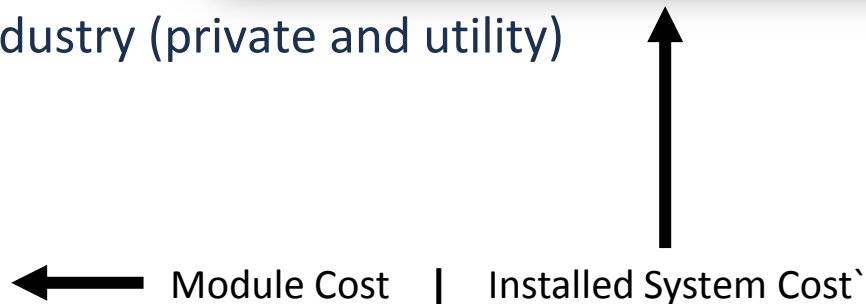 dustry (private and utility)
Module Cost | Installed System Cost`